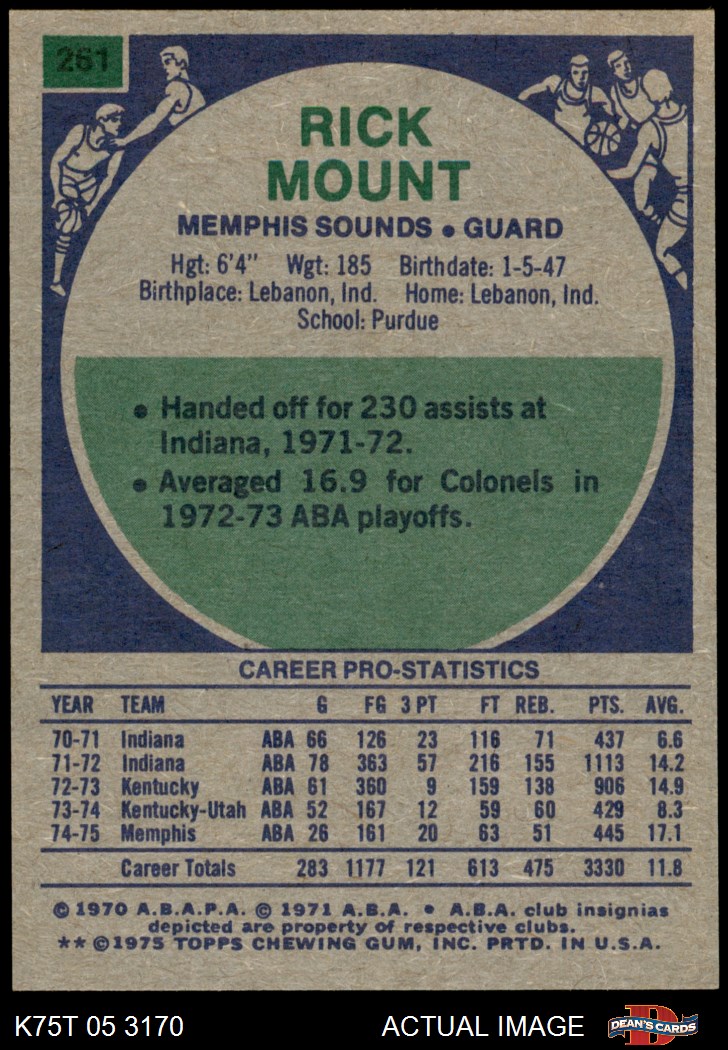 261
RICK
MOUNT
MEMPHIS SOUNDS • GUARD
Hgt: 6'4" Wgt: 185 Birthdate: 1-5-47
Birthplace: Lebanon, Ind. Home: Lebanon, Ind.
School: Purdue
• Handed off for 230 assists at
Indiana, 1971-72.
• Averaged 16.9 for Colonels in
1972-73 ABA playoffs.
CAREER PRO-STATISTICS
YEAR TEAM G FG 3 PT FT REB. PTS. AVG.
70-71 Indiana ABA 66 126 23 116 71 437 6.6
71-72 Indiana ABA 78 363 57 216 155 1113 14.2
72-73 Kentucky ABA 61 360 9 159 138 906 14.9
73-74 Kentucky-Utah ABA 52 167 12 59 60 429 8.3
74-75 Memphis ABA 26 161 20 63 51 445 17.1
Career Totals 283 1177 121 613 475 3330 11.8
© 1970 A.B.A.P.A. © 1971 A.B.A. • A.B.A. club insignias
depicted are property of respective clubs.
** ©1975 TOPPS CHEWING GUM, INC. PRTD. IN U.S.A.
K75T 05 3170 ACTUAL IMAGE D DEAN'S CARDS